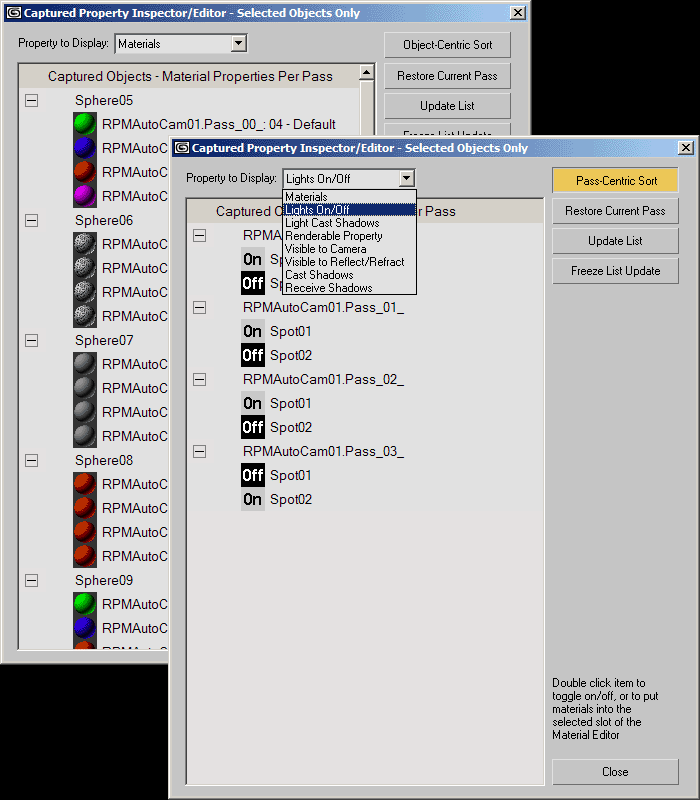 Captured Property Inspector/Editor - Selected Objects Only
Property to Display: Materials
Object-Centric Sort
Restore Current Pass
Update List
Freeze List Update
Captured Objects - Material Properties Per Pass
Sphere05
RPMAutoCam01.Pass_00_: 04 - Default
RPMAutoC
RPMAutoC
RPMAutoC
Sphere06
RPMAutoC
RPMAutoC
RPMAutoC
RPMAutoC
Sphere07
RPMAutoC
RPMAutoC
RPMAutoC
RPMAutoC
Sphere08
RPMAutoC
RPMAutoC
RPMAutoC
RPMAutoC
Sphere09
RPMAutoC
RPMAutoC
RPMAutoC
Captured Property Inspector/Editor - Selected Objects Only
Property to Display: Lights On/Off
Materials
Lights On/Off
Light Cast Shadows
Renderable Property
Visible to Camera
Visible to Reflect/Refract
Cast Shadows
Receive Shadows
Pass-Centric Sort
Restore Current Pass
Update List
Freeze List Update
Captured O r Pass
RPMA
On Sp
Off Sp
RPMAutoCam01.Pass_01_
On Spot01
Off Spot02
RPMAutoCam01.Pass_02_
On Spot01
Off Spot02
RPMAutoCam01.Pass_03_
Off Spot01
On Spot02
Double click item to
toggle on/off, or to put
materials into the
selected slot of the
Material Editor
Close